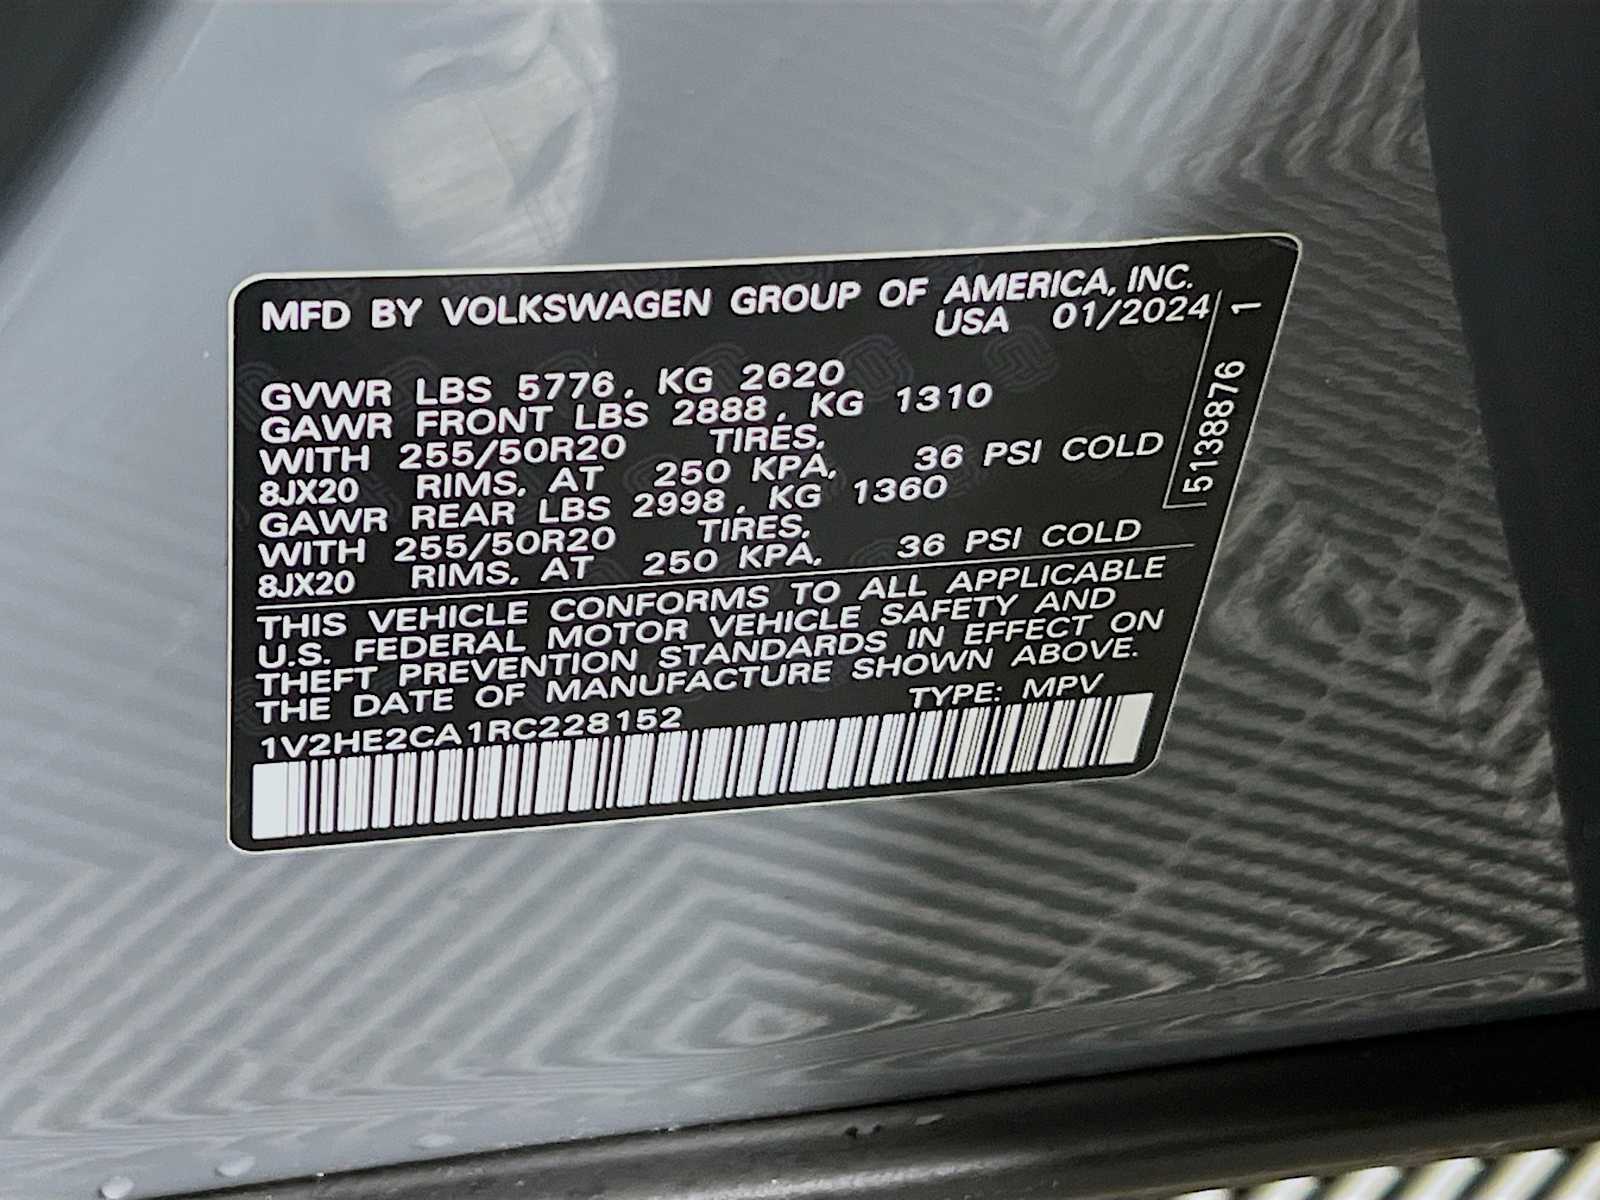 MFD BY VOLKSWAGEN GROUP OF AMERICA, INC.
USA 01/2024
GVWR LBS 5776, KG 2620
GAWR FRONT LBS 2888, KG 1310
WITH 255/50R20 TIRES,
8JX20 RIMS, AT 250 KPA, 36 PSI COLD
GAWR REAR LBS 2998, KG 1360
WITH 255/50R20 TIRES,
8JX20 RIMS, AT 250 KPA, 36 PSI COLD
THIS VEHICLE CONFORMS TO ALL APPLICABLE
U.S. FEDERAL MOTOR VEHICLE SAFETY AND
THEFT PREVENTION STANDARDS IN EFFECT ON
THE DATE OF MANUFACTURE SHOWN ABOVE.
1V2HE2CA1RC228152 TYPE: MPV
5138876 1